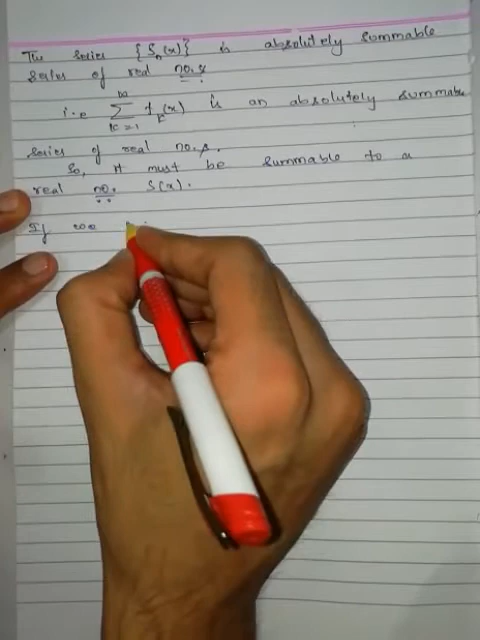 The series {Sₙ(x)} is absolutely summable
series of real no.s
i.e ∞∑k=1 fₖ(x) is an absolutely summable
series of real no.s.
So, it must be summable to a
real no. S(x).
If we